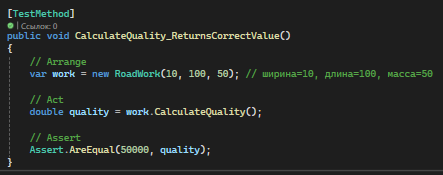 [TestMethod]
| Ссылок: 0
public void CalculateQuality_ReturnsCorrectValue()
{
// Arrange
var work = new RoadWork(10, 100, 50); // ширина=10, длина=100, масса=50
// Act
double quality = work.CalculateQuality();
// Assert
Assert.AreEqual(50000, quality);
}